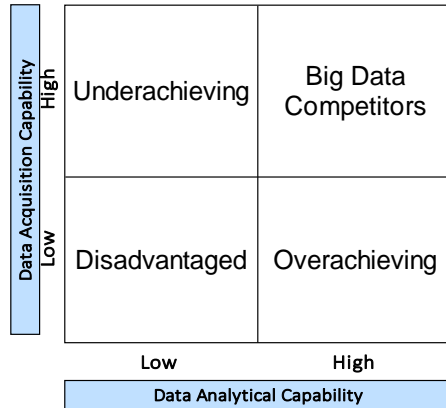 Data Acquisition Capability
High
Low
Underachieving
Big Data
Competitors
Disadvantaged
Overachieving
Low
High
Data Analytical Capability